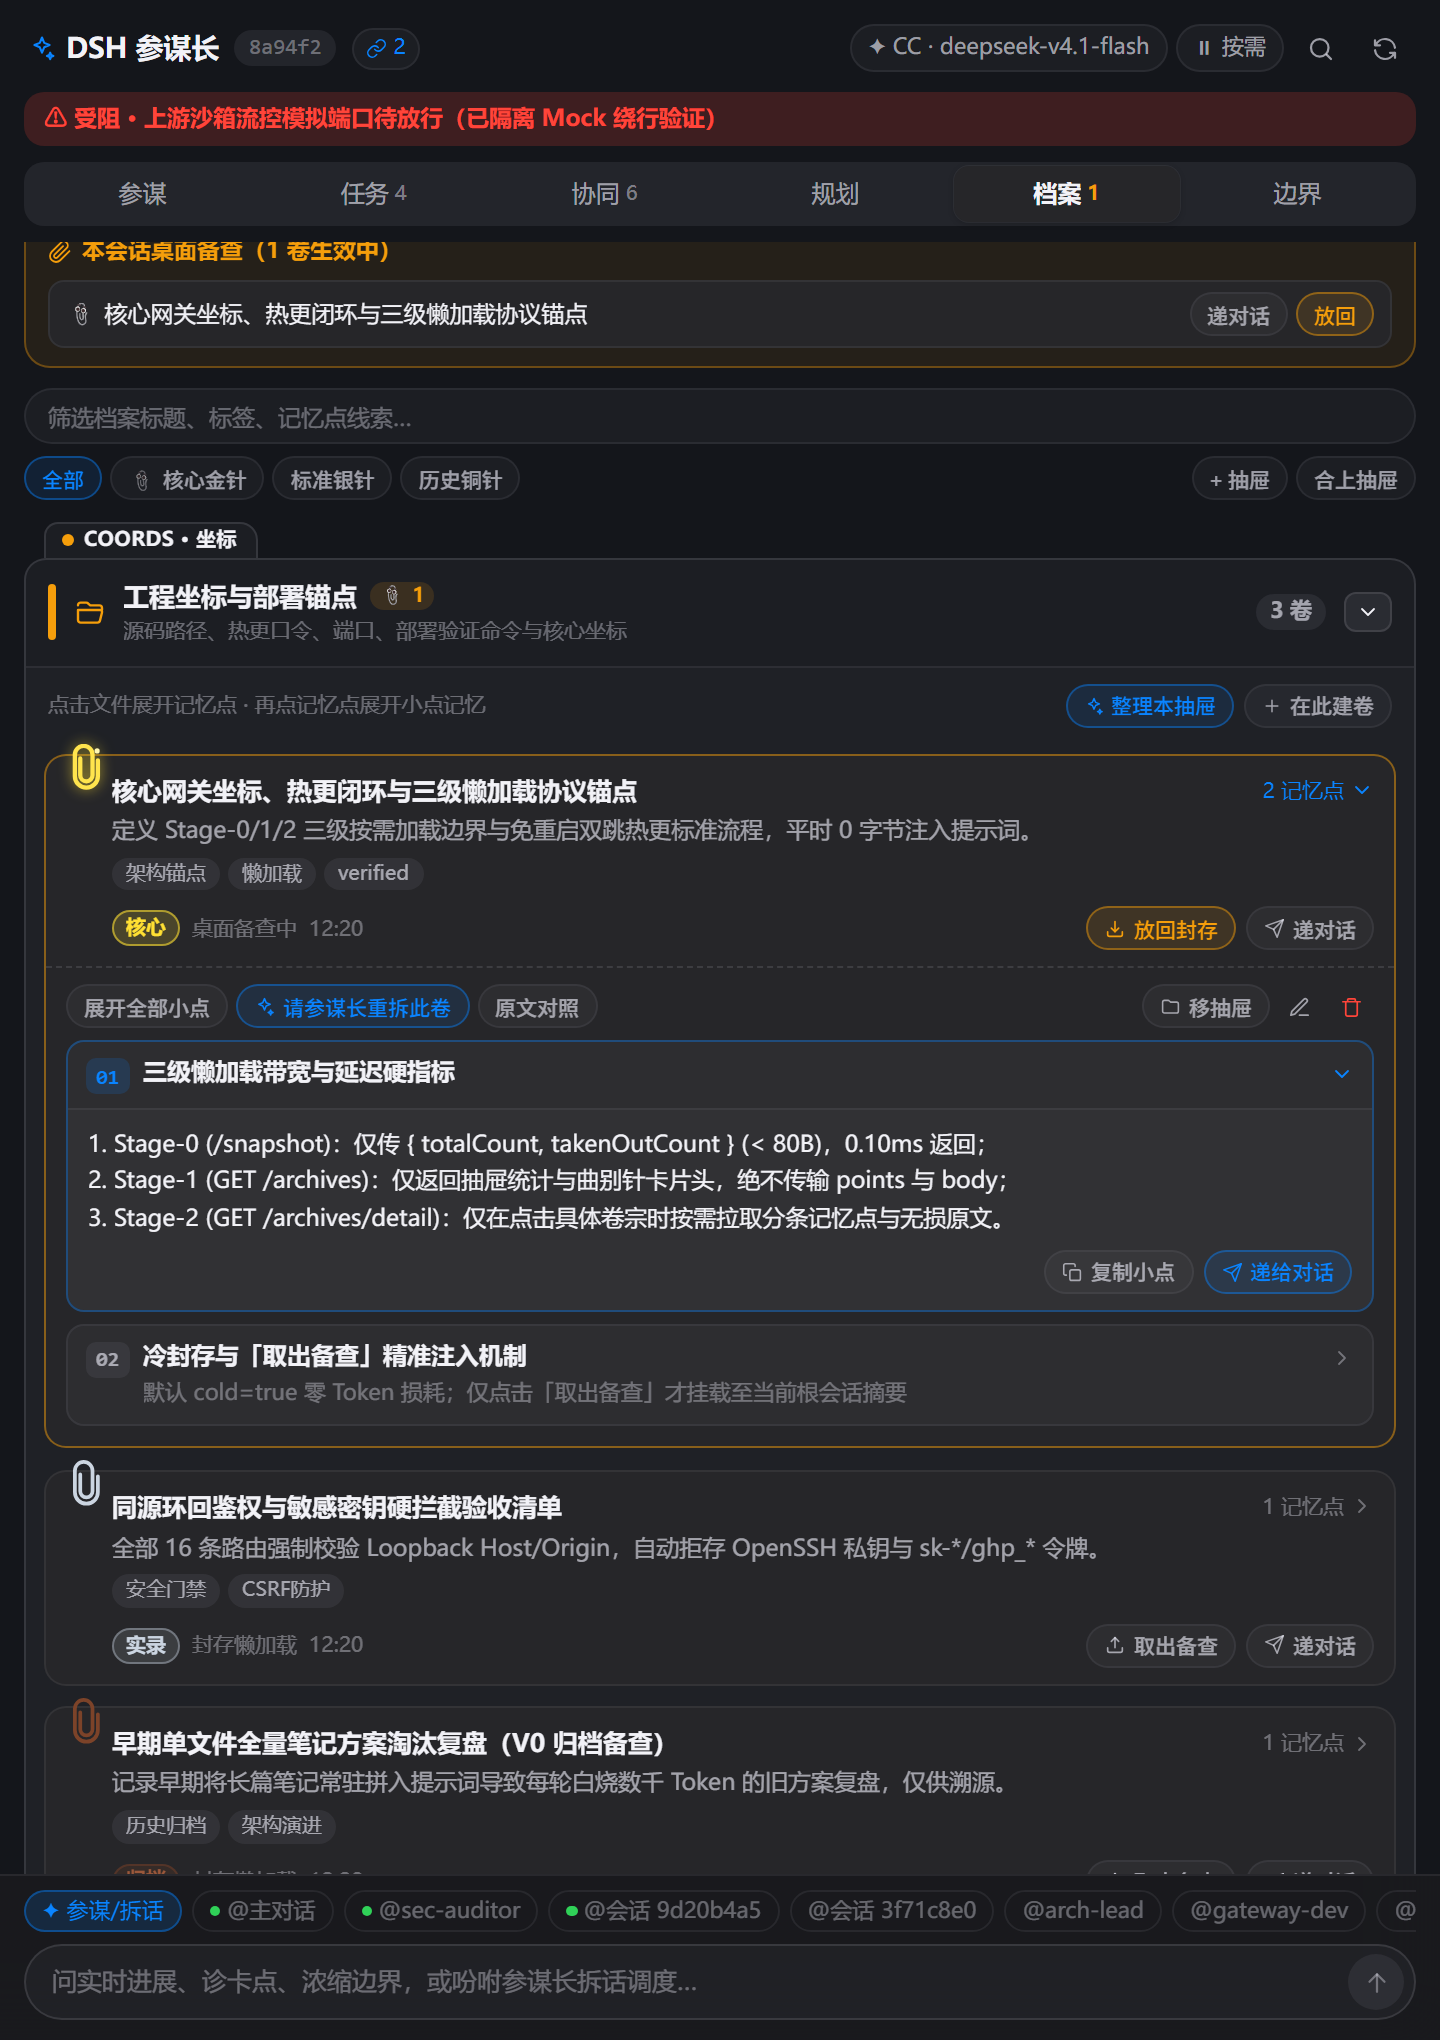 DSH 参谋长 8a94f2 2 CC · deepseek-v4.1-flash 按需
受阻 • 上游沙箱流控模拟端口待放行（已隔离 Mock 绕行验证）
参谋 任务 4 协同 6 规划 档案 1 边界
本会话桌面备查（1 卷生效中）
核心网关坐标、热更闭环与三级懒加载协议锚点 递对话 放回
筛选档案标题、标签、记忆点线索...
全部 核心金针 标准银针 历史铜针 + 抽屉 合上抽屉
COORDS • 坐标
工程坐标与部署锚点 1
源码路径、热更口令、端口、部署验证命令与核心坐标
3 卷
点击文件展开记忆点 · 再点记忆点展开小点记忆 整理本抽屉 + 在此建卷
核心网关坐标、热更闭环与三级懒加载协议锚点 2 记忆点
定义 Stage-0/1/2 三级按需加载边界与免重启双跳热更标准流程，平时 0 字节注入提示词。
架构锚点 懒加载 verified
核心 桌面备查中 12:20 放回封存 递对话
展开全部小点 请参谋长重拆此卷 原文对照 移抽屉
01 三级懒加载带宽与延迟硬指标
1. Stage-0 (/snapshot)：仅传 { totalCount, takenOutCount } (< 80B)，0.10ms 返回；
2. Stage-1 (GET /archives)：仅返回抽屉统计与曲别针卡片头，绝不传输 points 与 body；
3. Stage-2 (GET /archives/detail)：仅在点击具体卷宗时按需拉取分条记忆点与无损原文。
复制小点 递给对话
02 冷封存与「取出备查」精准注入机制
默认 cold=true 零 Token 损耗；仅点击「取出备查」才挂载至当前根会话摘要
同源环回鉴权与敏感密钥硬拦截验收清单 1 记忆点
全部 16 条路由强制校验 Loopback Host/Origin，自动拒存 OpenSSH 私钥与 sk-*/ghp_* 令牌。
安全门禁 CSRF防护
实录 封存懒加载 12:20 取出备查 递对话
早期单文件全量笔记方案淘汰复盘（V0 归档备查） 1 记忆点
记录早期将长篇笔记常驻拼入提示词导致每轮白烧数千 Token 的旧方案复盘，仅供溯源。
历史归档 架构演进
参谋/拆话 @主对话 @sec-auditor @会话 9d20b4a5 @会话 3f71c8e0 @arch-lead @gateway-dev @
问实时进展、诊卡点、浓缩边界，或吩咐参谋长拆话调度...